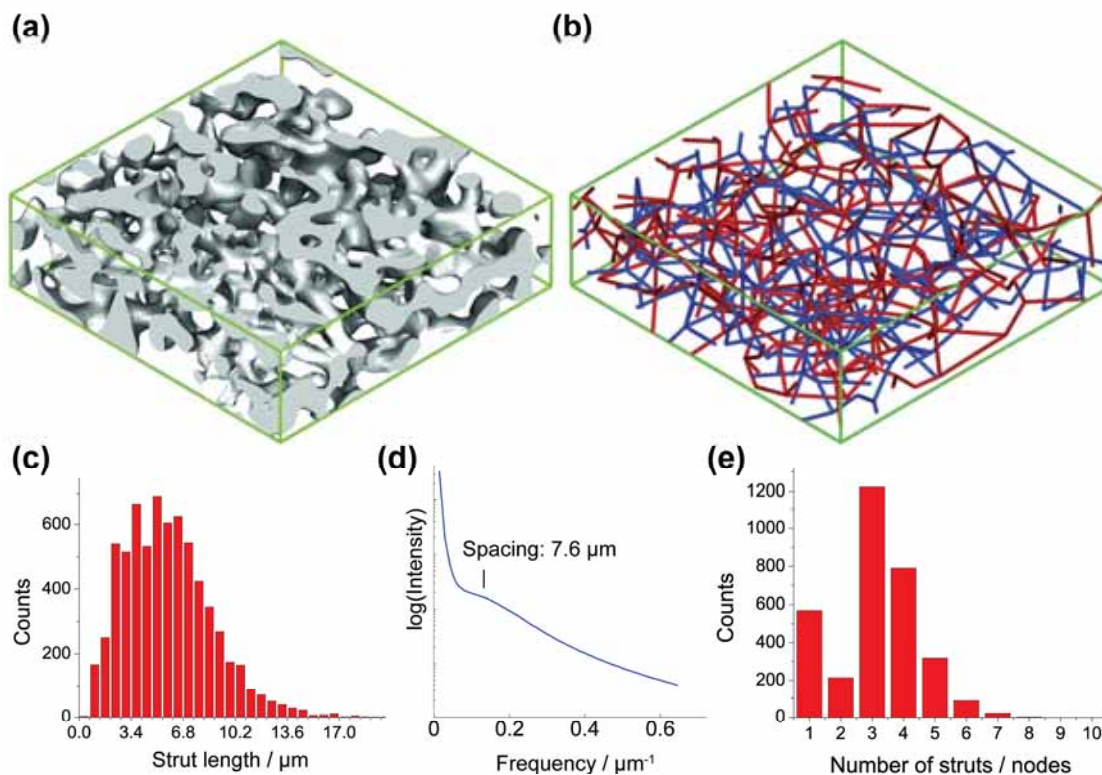 (a)
(b)
(c)
Counts
600
400
200
0
0.0 3.4 6.8 10.2 13.6 17.0
Strut length / µm
(d)
log(Intensity)
Spacing: 7.6 µm
0 0.2 0.4 0.6
Frequency / µm⁻¹
(e)
Counts
1200
1000
800
600
400
200
0
1 2 3 4 5 6 7 8 9 10
Number of struts / nodes